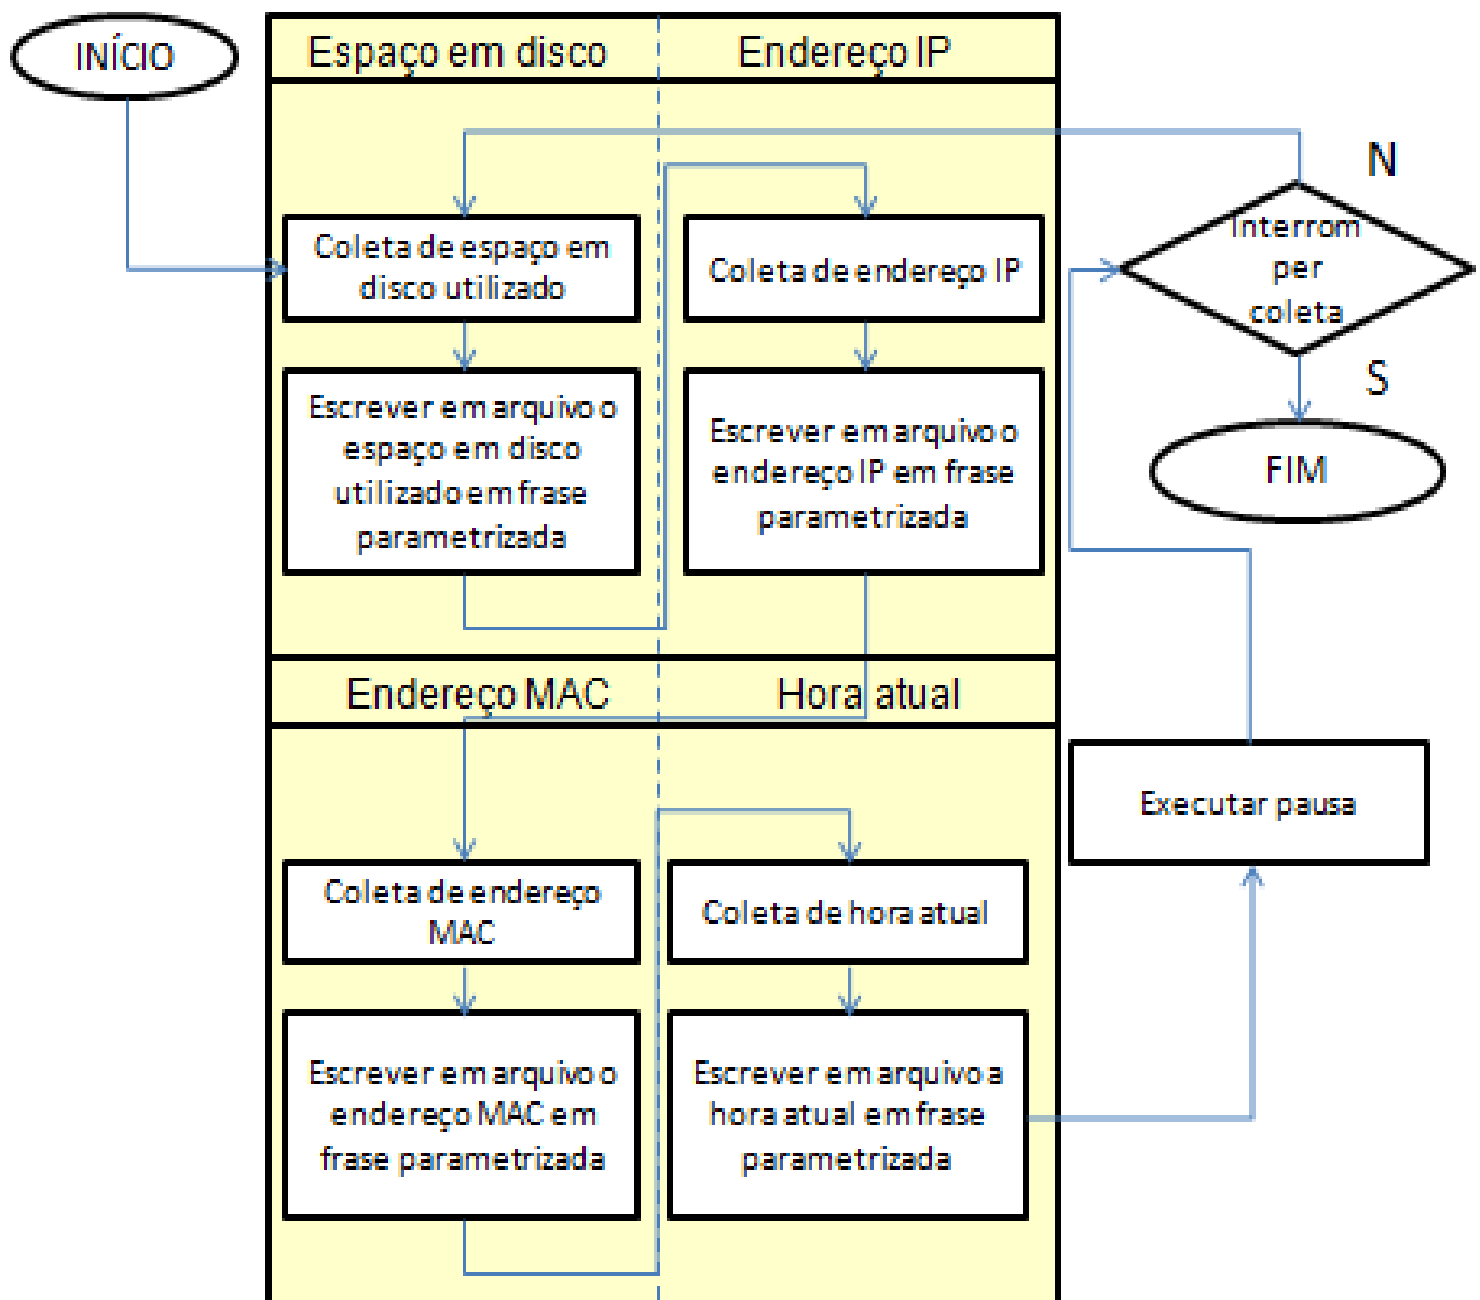 INÍCIO
Espaço em disco
Endereço IP
Coleta de espaço em
disco utilizado
Escrever em arquivo o
espaço em disco
utilizado em frase
parametrizada
Coleta de endereço IP
Escrever em arquivo o
endereço IP em frase
parametrizada
N
Interrom
per
coleta
S
FIM
Endereço MAC
Hora atual
Coleta de endereço
MAC
Escrever em arquivo o
endereço MAC em
frase parametrizada
Coleta de hora atual
Escrever em arquivo a
hora atual em frase
parametrizada
Executar pausa